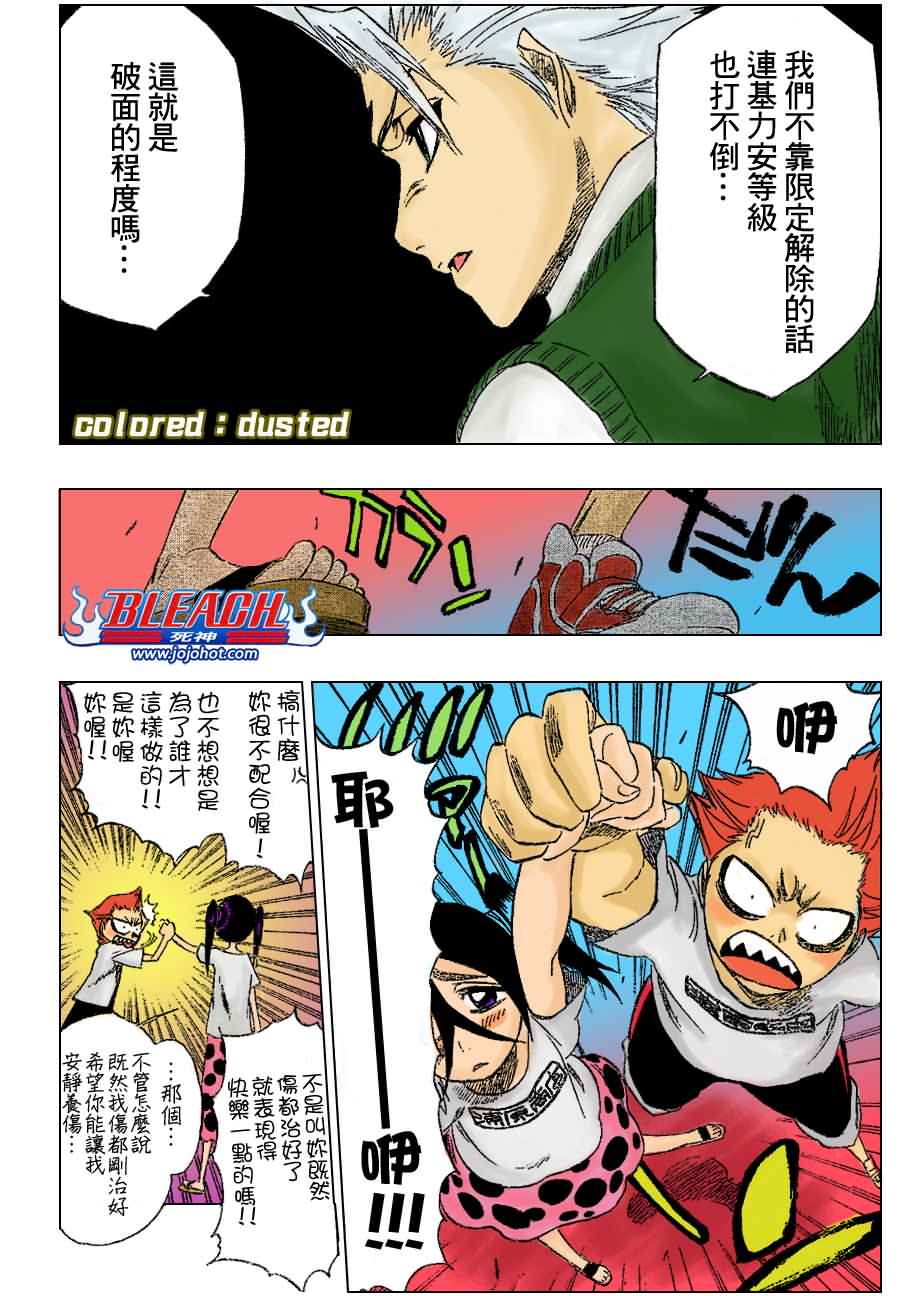 我們不靠限定解除的話
連基力安等級
也打不倒…
這就是
破面的程度嗎…
colored：dusted
ガラン
だん
BLEACH
死神
www.jojohot.com
咿
耶
——
咿!!!
搞什麼
妳很不配合喔！
也不想想是
為了誰才
這樣做的!!
是妳喔
妳喔!!
不是叫妳既然
傷都治好了
就表現得
快樂一點的嗎!!
…那個…
不管怎麼說
既然我傷都剛治好
希望你能讓我
安靜養傷…